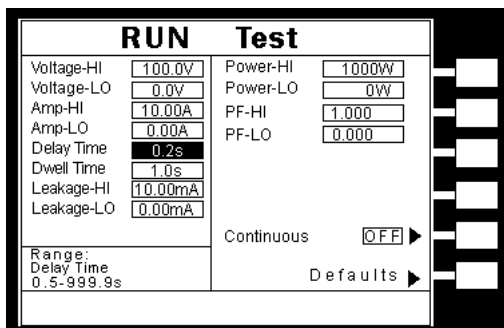 RUN Test
Voltage-HI 100.0V
Voltage-LO 0.0V
Amp-HI 10.00A
Amp-LO 0.00A
Delay Time 0.2s
Dwell Time 1.0s
Leakage-HI 10.00mA
Leakage-LO 0.00mA
Power-HI 1000W
Power-LO 0W
PF-HI 1.000
PF-LO 0.000
Continuous OFF
Defaults
Range:
Delay Time
0.5-999.9s